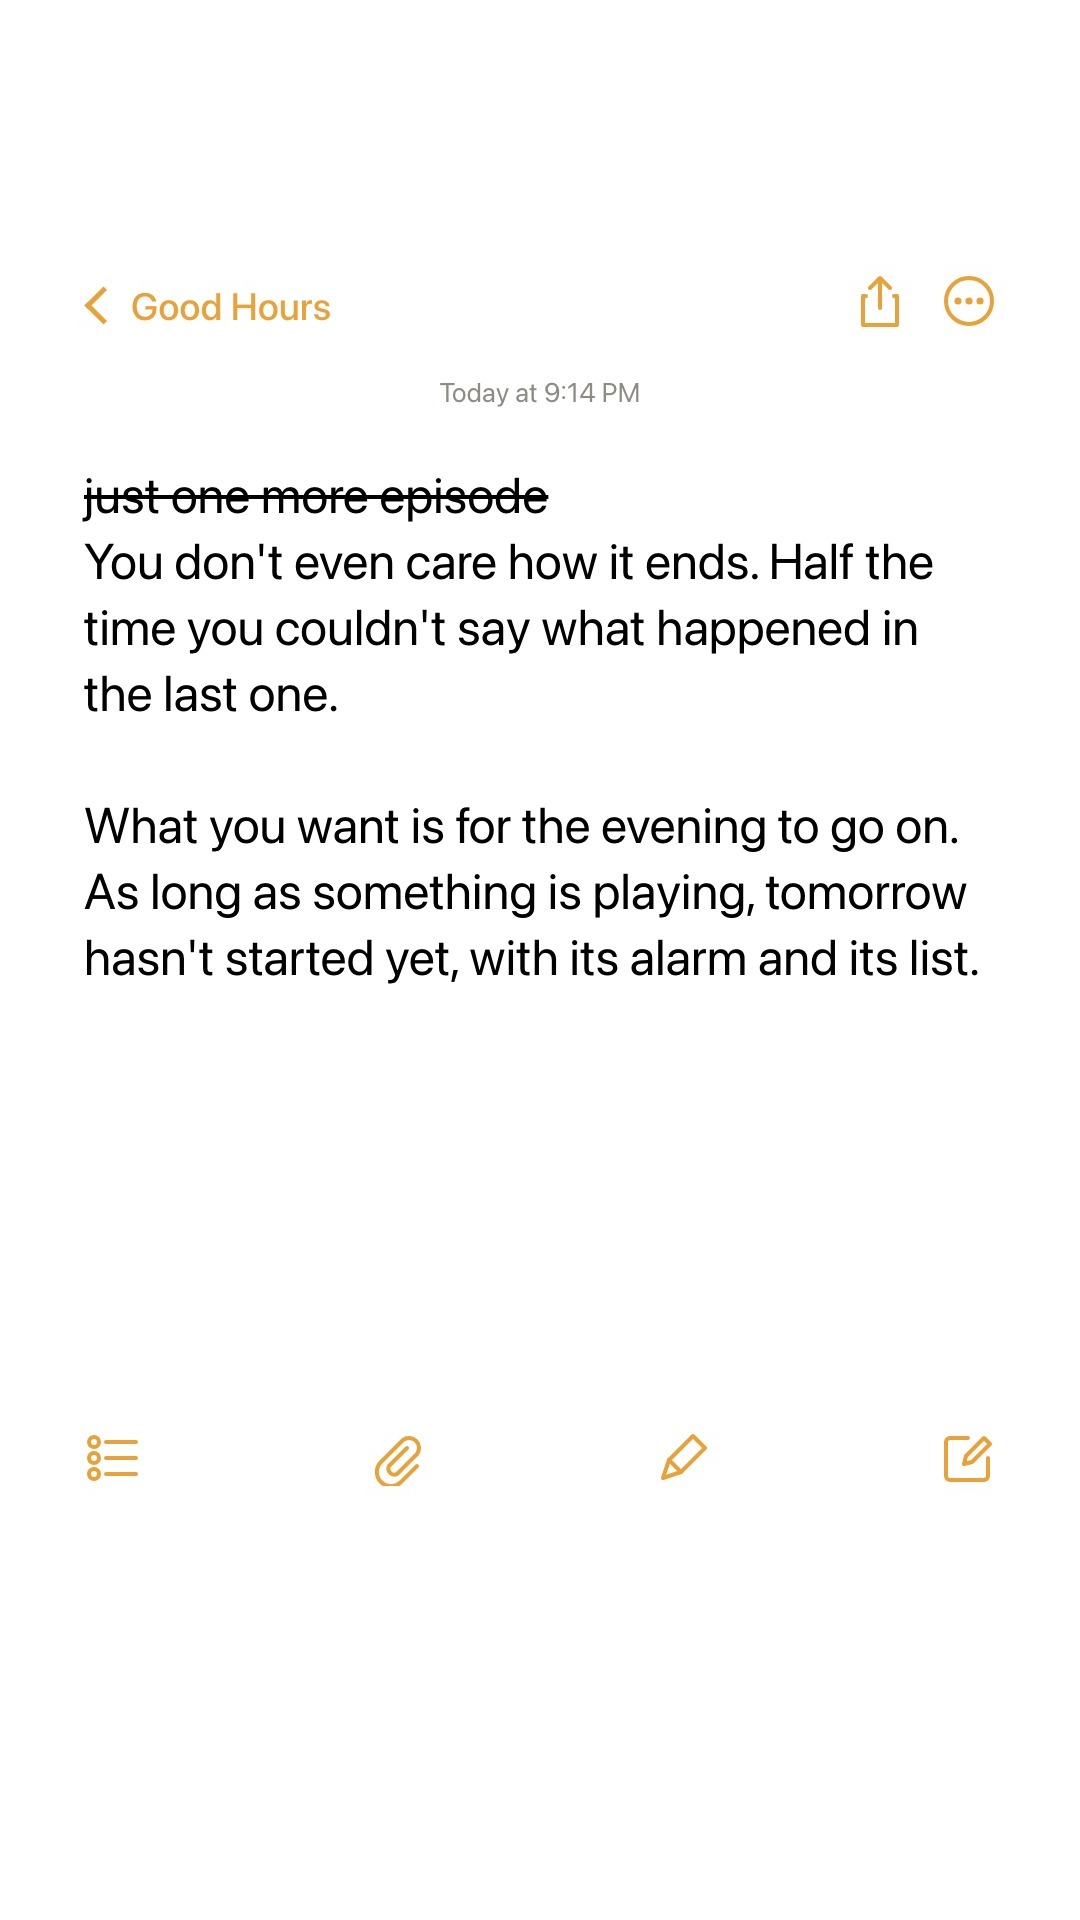 Good Hours
Today at 9:14 PM
just one more episode
You don't even care how it ends. Half the
time you couldn't say what happened in
the last one.
What you want is for the evening to go on.
As long as something is playing, tomorrow
hasn't started yet, with its alarm and its list.